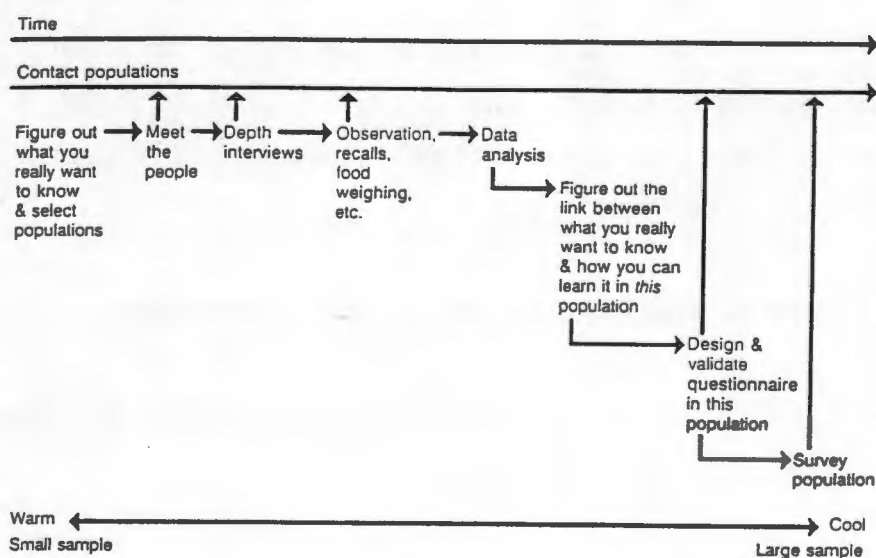 Time
Contact populations
Figure out
what you
really want
to know
& select
populations
Meet
the
people
Depth
interviews
Observation,
recalls,
food
weighing,
etc.
Data
analysis
Figure out the
link between
what you really
want to know
& how you can
learn it in this
population
Design &
validate
questionnaire
in this
population
Survey
population
Warm
Cool
Small sample
Large sample